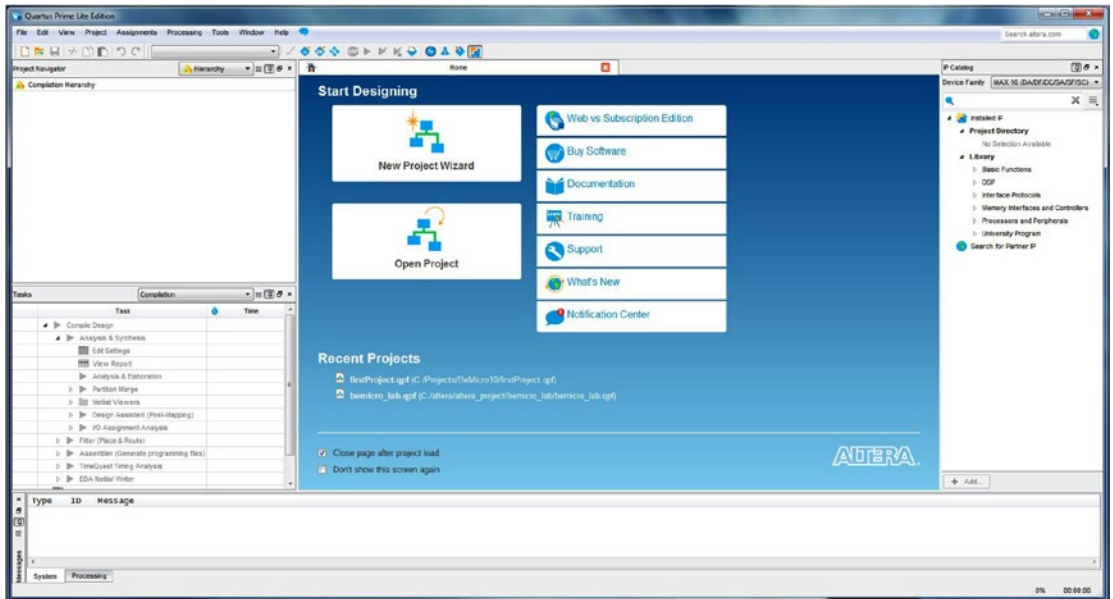 Quartus Prime Lite Edition
File Edit View Project Assignments Processing Tools Window Help
Search altera.com
Project Navigator
Hierarchy
Compilation Hierarchy
Home
Start Designing
New Project Wizard
Open Project
Web vs Subscription Edition
Buy Software
Documentation
Training
Support
What's New
Notification Center
Recent Projects
firstProject.qpf (C:/Projects/BeMicro10/firstProject.qpf)
bemicro_lab.qpf (C:/altera/altera_project/bemicro_lab/bemicro_lab.qpf)
Close page after project load
Don't show this screen again
ALTERA
IP Catalog
Device Family MAX 10 (DA/DF/DC/SA/SF/SC)
Installed IP
Project Directory
No Selection Available
Library
Basic Functions
DSP
Interface Protocols
Memory Interfaces and Controllers
Processors and Peripherals
University Program
Search for Partner IP
+ Add...
Tasks
Compilation
Task Time
Compile Design
Analysis & Synthesis
Edit Settings
View Report
Analysis & Elaboration
Partition Merge
Netlist Viewers
Design Assistant (Post-Mapping)
I/O Assignment Analysis
Fitter (Place & Route)
Assembler (Generate programming files)
TimeQuest Timing Analysis
EDA Netlist Writer
Type ID Message
Messages
System Processing
0% 00:00:00